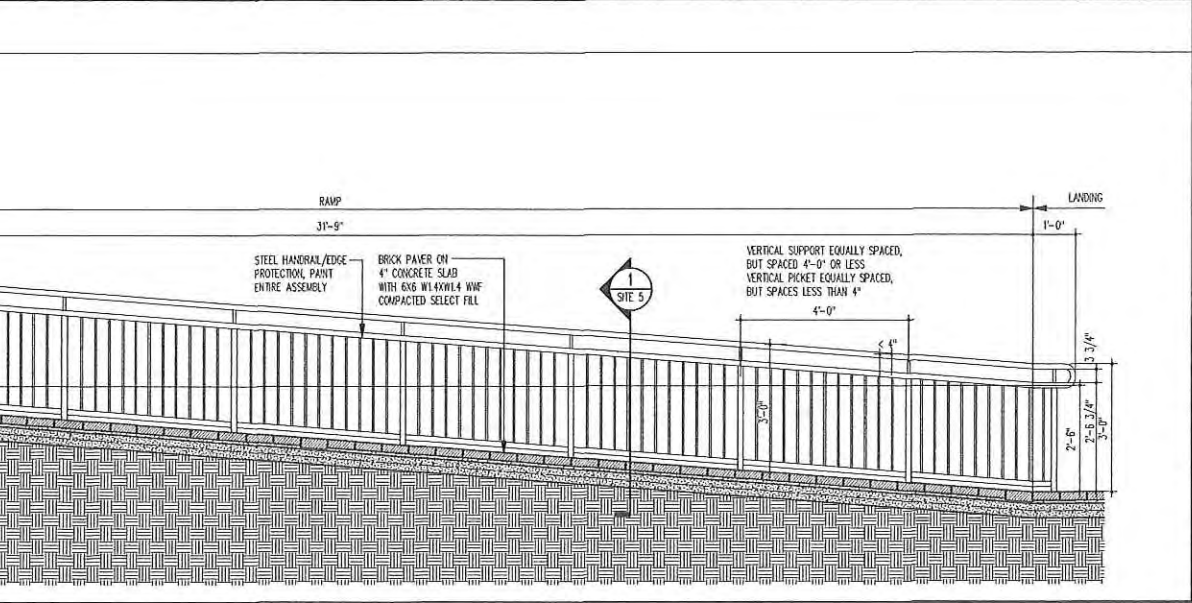 RAMP
LANDING
31'-9"
1'-0"
STEEL HANDRAIL/EDGE
PROTECTION, PAINT
ENTIRE ASSEMBLY
BRICK PAVER ON
4" CONCRETE SLAB
WITH 6X6 W1.4XW1.4 WWF
COMPACTED SELECT FILL
1
SITE 5
VERTICAL SUPPORT EQUALLY SPACED,
BUT SPACED 4'-0" OR LESS
VERTICAL PICKET EQUALLY SPACED,
BUT SPACES LESS THAN 4"
4'-0"
< 4"
3'-0"
3 3/4"
2'-6"
2'-6 3/4"
3'-0"